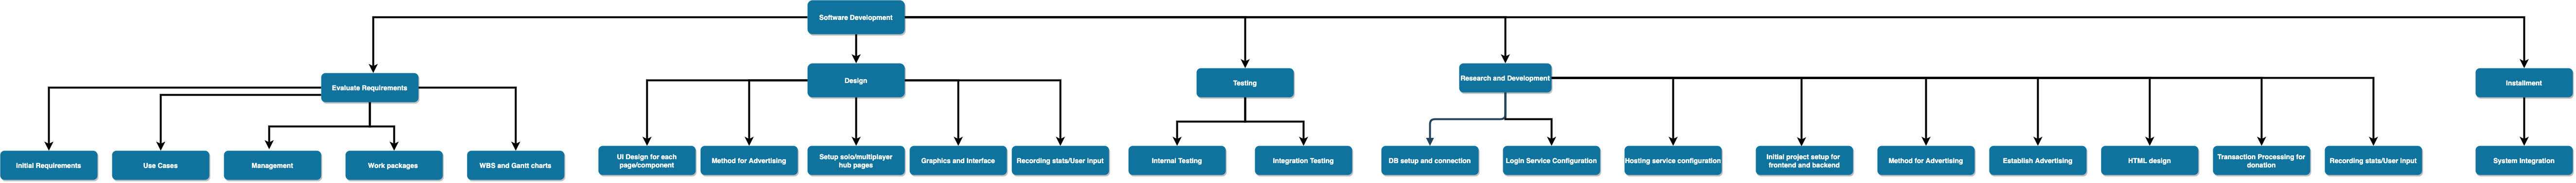 Software Development
Evaluate Requirements
Design
Testing
Research and Development
Installment
Initial Requirements
Use Cases
Management
Work packages
WBS and Gantt charts
UI Design for each
page/component
Method for Advertising
Setup solo/multiplayer
hub pages
Graphics and Interface
Recording stats/User input
Internal Testing
Integration Testing
DB setup and connection
Login Service Configuration
Hosting service configuration
Initial project setup for
frontend and backend
Method for Advertising
Establish Advertising
HTML design
Transaction Processing for
donation
Recording stats/User input
System Integration